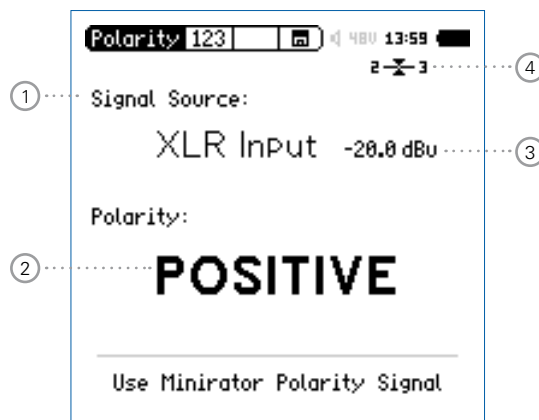 Polarity 123 48V 13:59
2 3 4
1 Signal Source:
XLR Input -20.0 dBu 3
Polarity:
2 POSITIVE
Use Minirator Polarity Signal